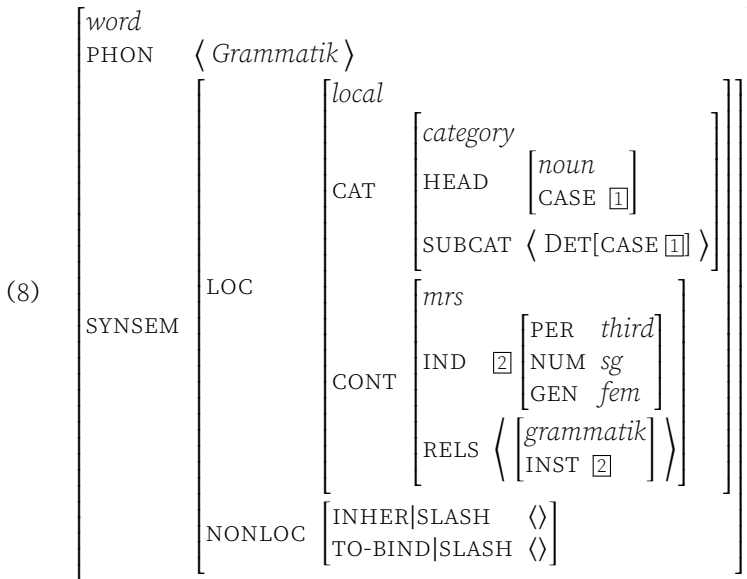 word
PHON ⟨ Grammatik ⟩
local
category
HEAD noun
CASE 1
CAT
SUBCAT ⟨ DET[CASE 1] ⟩
(8)
LOC
SYNSEM
mrs
PER third
IND 2 NUM sg
GEN fem
CONT
RELS ⟨ grammatik
INST 2 ⟩
INHER|SLASH ⟨⟩
NONLOC
TO-BIND|SLASH ⟨⟩